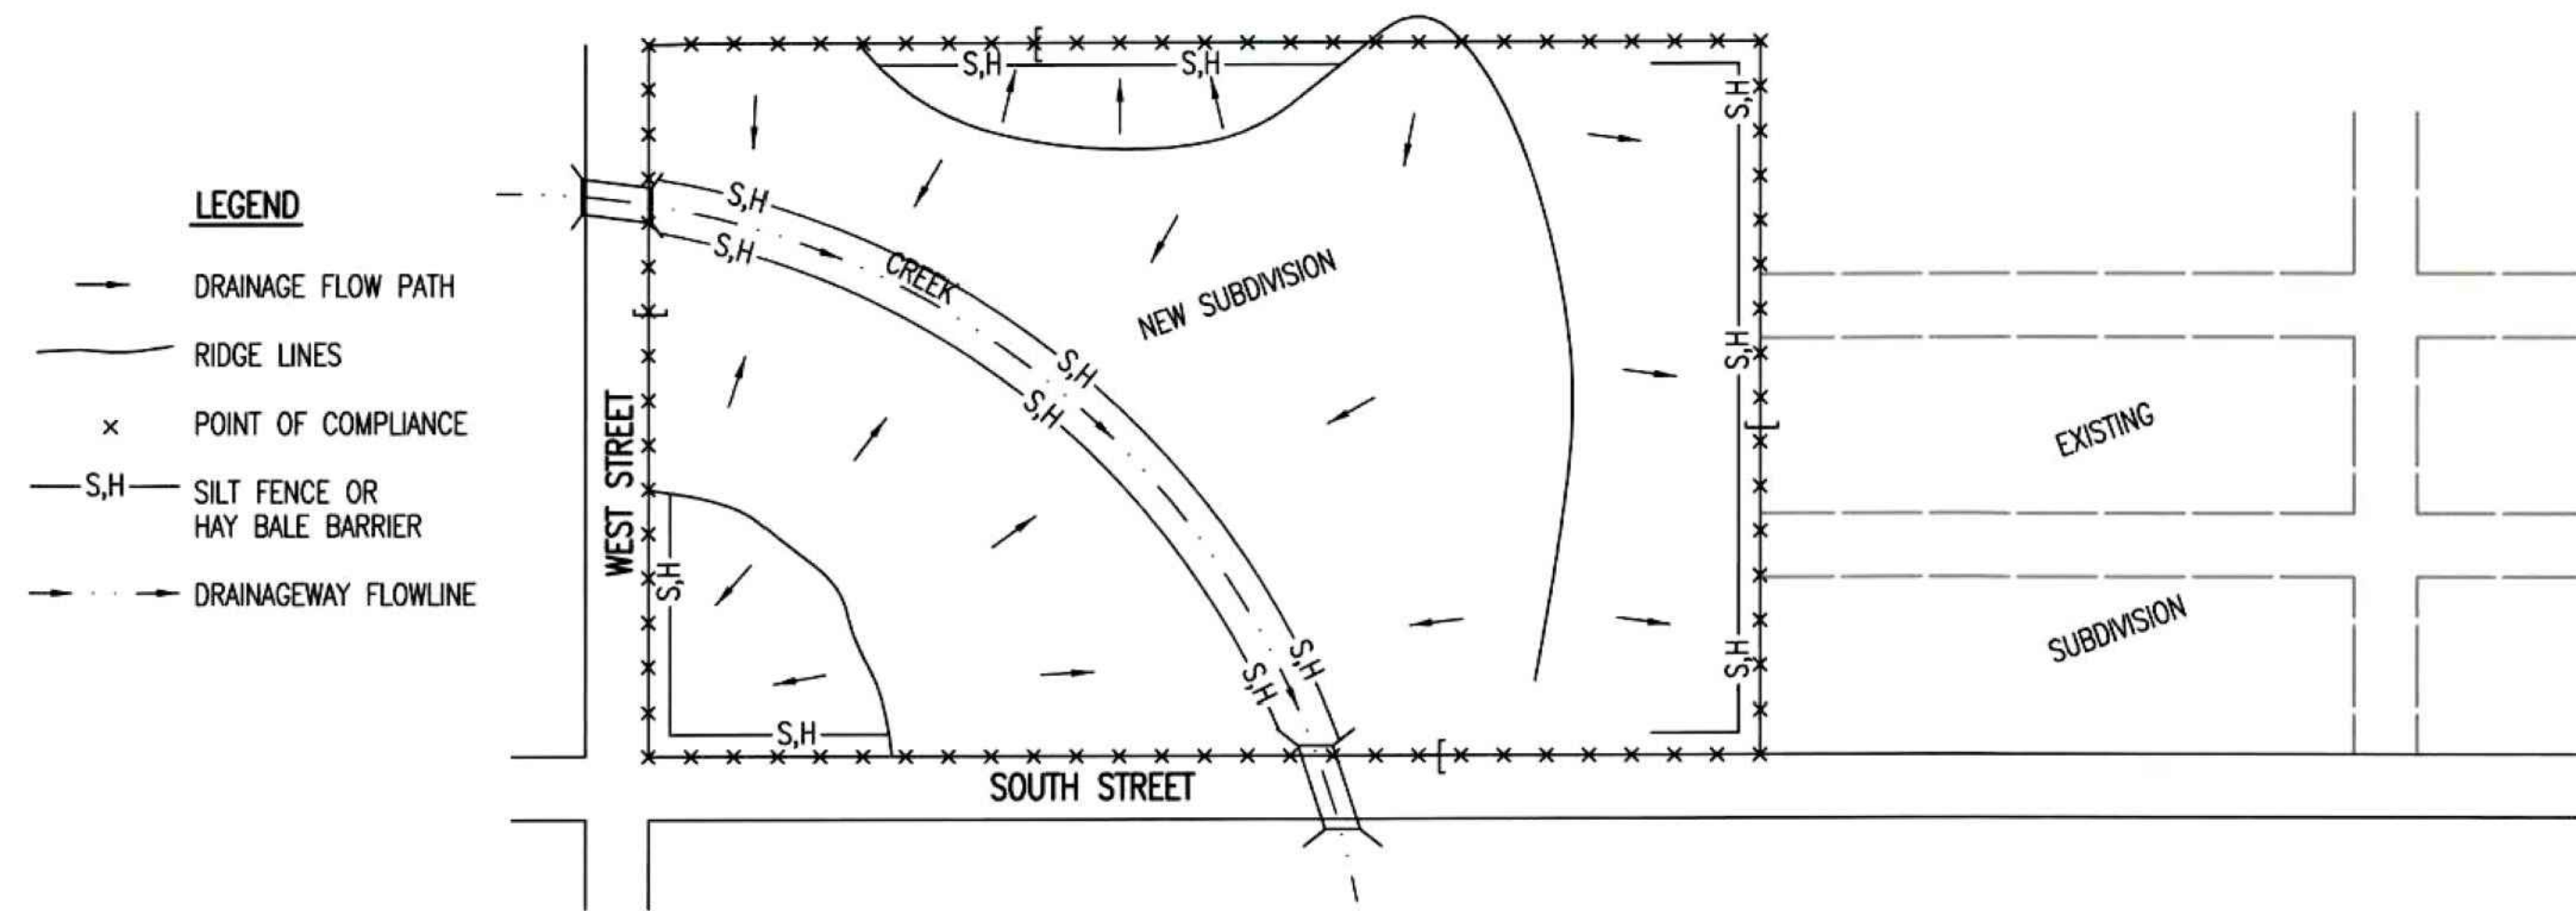 LEGEND
DRAINAGE FLOW PATH
RIDGE LINES
x POINT OF COMPLIANCE
S,H SILT FENCE OR
HAY BALE BARRIER
DRAINAGEWAY FLOWLINE
S,H
S,H
S,H
S,H
S,H
CREEK
NEW SUBDIVISION
S,H
S,H
S,H
WEST STREET
EXISTING
S,H
SUBDIVISION
S,H
S,H
S,H
S,H
SOUTH STREET